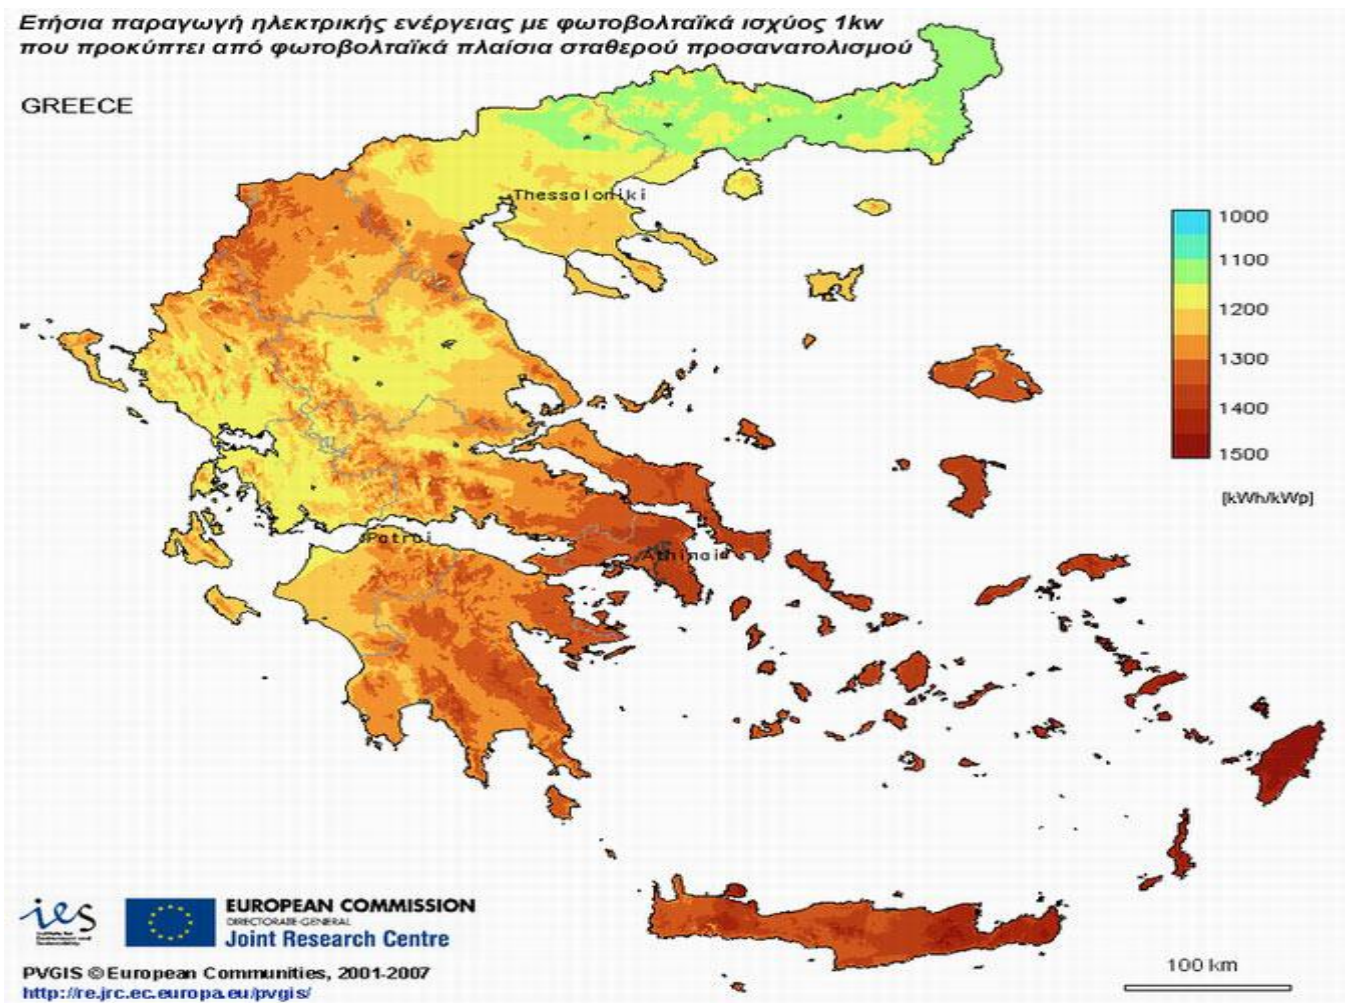 Ετήσια παραγωγή ηλεκτρικής ενέργειας με φωτοβολταϊκά ισχύος 1kw
που προκύπτει από φωτοβολταϊκά πλαίσια σταθερού προσανατολισμού
GREECE
Thessaloniki
1000
1100
1200
1300
1400
1500
[kWh/kWp]
Patrai
Athinai
ies
EUROPEAN COMMISSION
DIRECTORATE-GENERAL
Joint Research Centre
PVGIS © European Communities, 2001-2007
http://re.jrc.ec.europa.eu/pvgis/
100 km